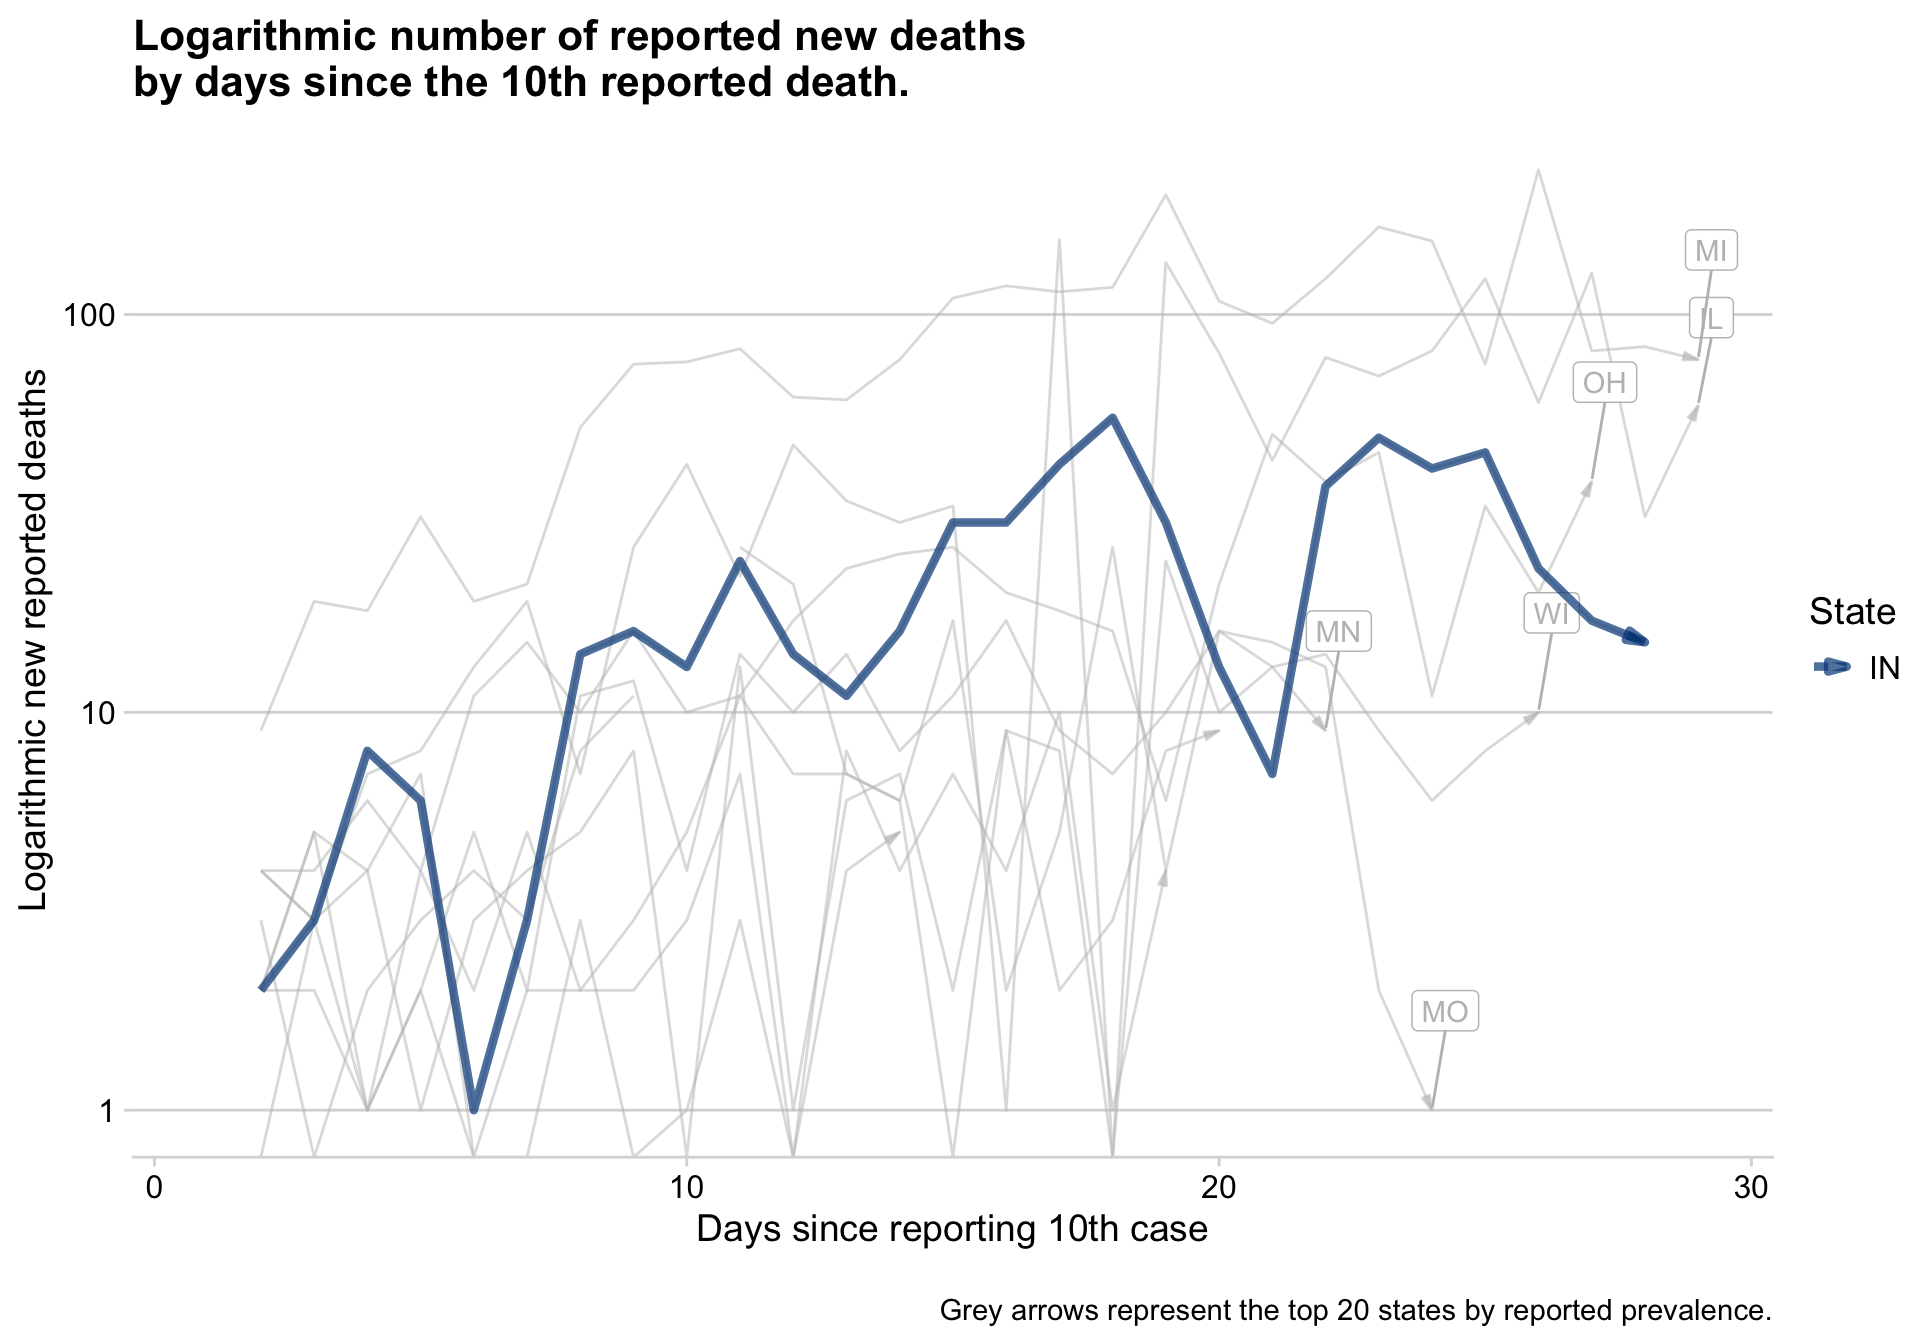 Logarithmic number of reported new deaths
by days since the 10th reported death.
MI
IL
100
OH
WI
MN
State
IN
10
MO
1
Logarithmic new reported deaths
0 10 20 30
Days since reporting 10th case
Grey arrows represent the top 20 states by reported prevalence.